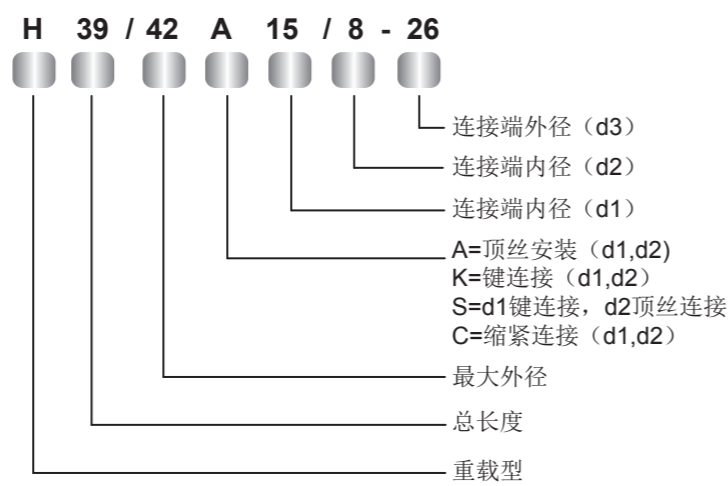 H 39 / 42 A 15 / 8 - 26
连接端外径（d3）
连接端内径（d2）
连接端内径（d1）
A=顶丝安装（d1,d2)
K=键连接（d1,d2）
S=d1键连接，d2顶丝连接
C=缩紧连接（d1,d2）
最大外径
总长度
重载型